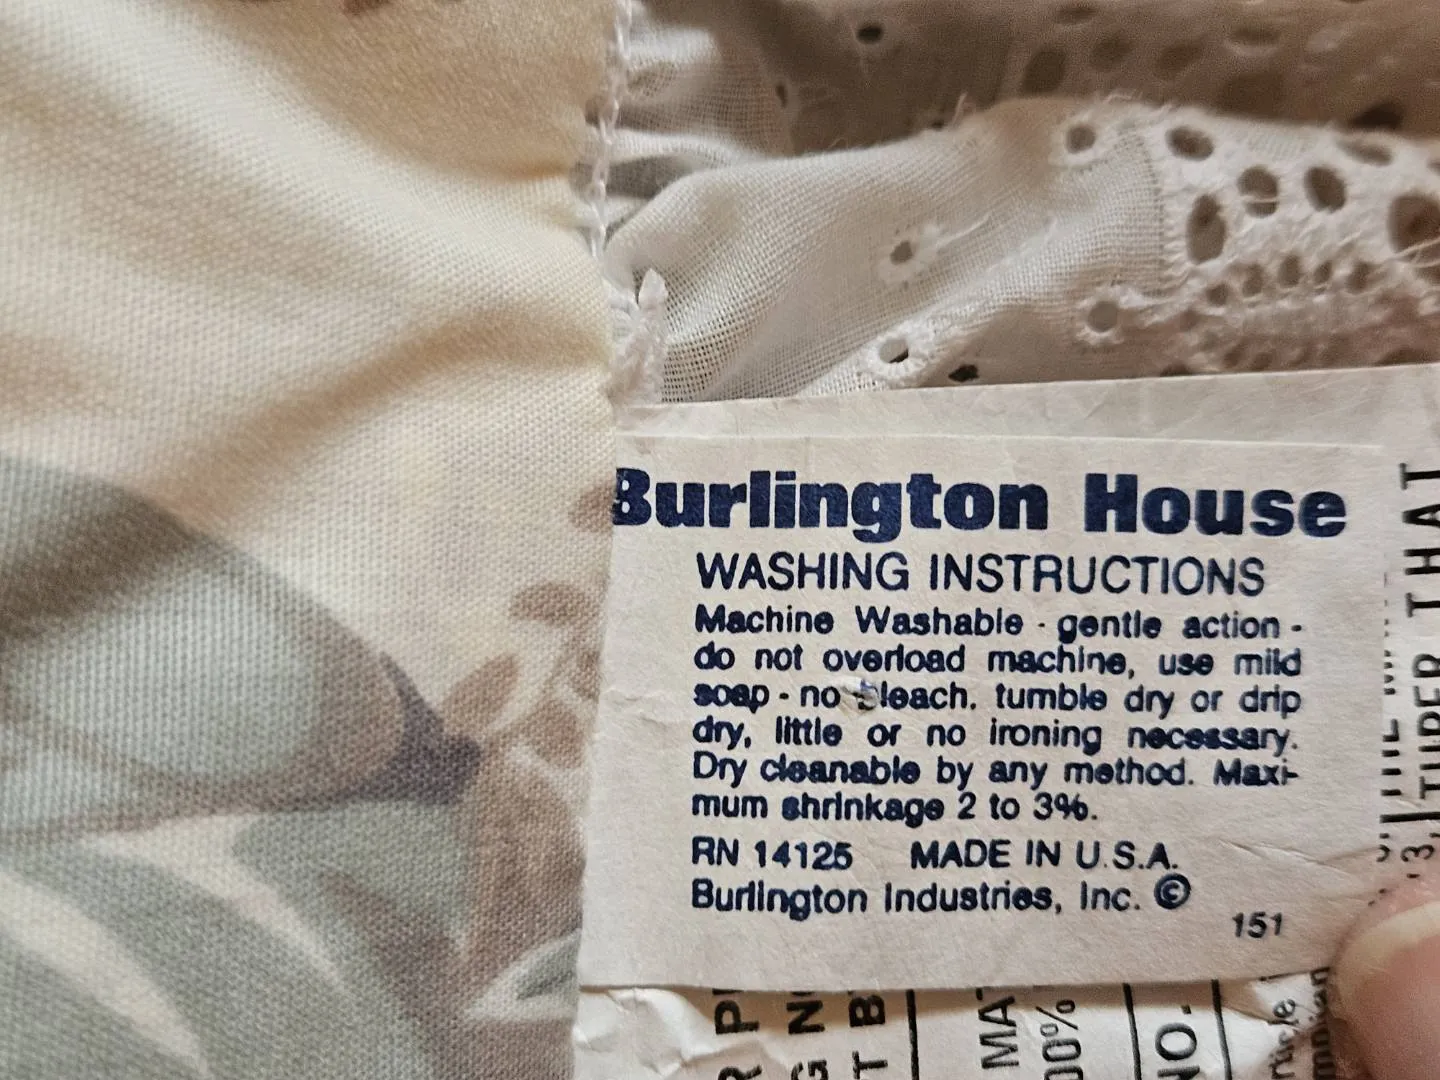 Burlington House
WASHING INSTRUCTIONS
Machine Washable - gentle action -
do not overload machine, use mild
soap - no bleach. tumble dry or drip
dry, little or no ironing necessary.
Dry cleanable by any method. Maxi-
mum shrinkage 2 to 3%.
RN 14125 MADE IN U.S.A.
Burlington Industries, Inc. ©
151
THAT
NO.